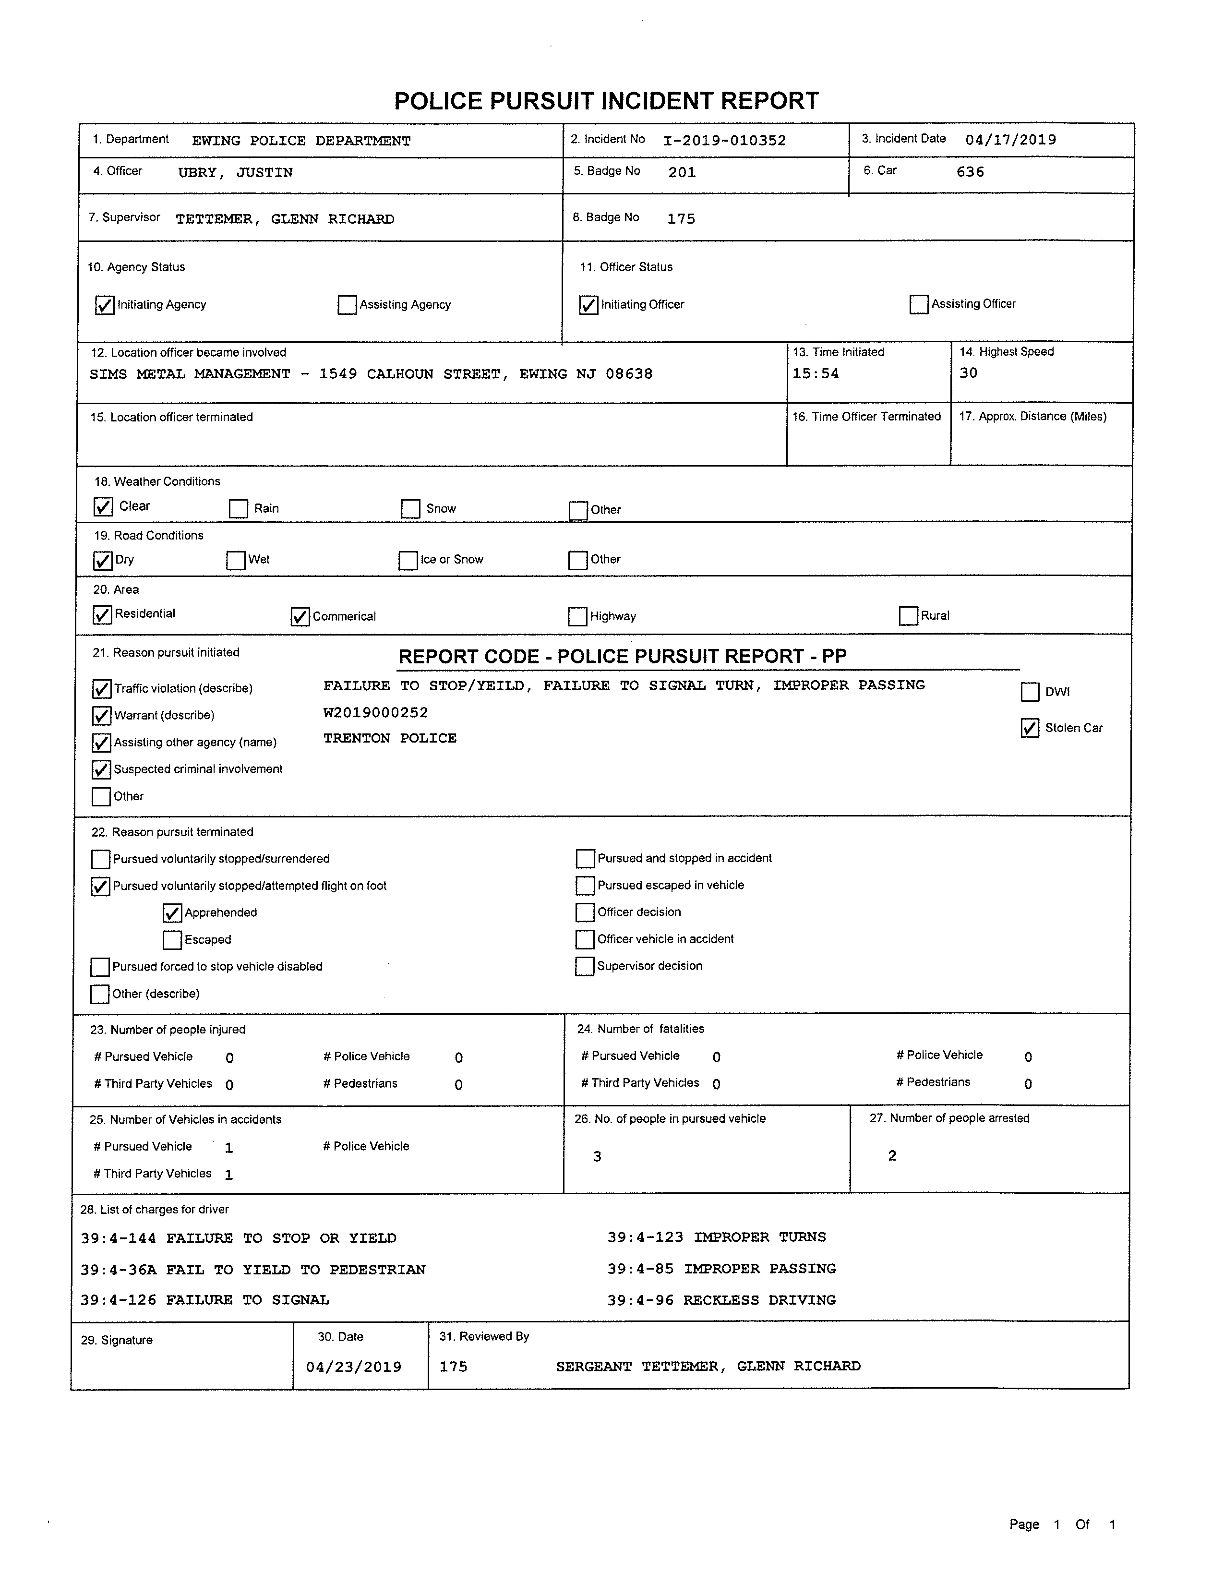 POLICE PURSUIT INCIDENT REPORT
1. Department EWING POLICE DEPARTMENT 2. Incident No I-2019-010352 3. Incident Date 04/17/2019
4. Officer UBRY, JUSTIN 5. Badge No 201 6. Car 636
7. Supervisor TETTEMER, GLENN RICHARD 8. Badge No 175
10. Agency Status 11. Officer Status
Initiating Agency Assisting Agency Initiating Officer Assisting Officer
12. Location officer became involved 13. Time Initiated 14. Highest Speed
SIMS METAL MANAGEMENT - 1549 CALHOUN STREET, EWING NJ 08638 15:54 30
15. Location officer terminated 16. Time Officer Terminated 17. Approx. Distance (Miles)
18. Weather Conditions
Clear Rain Snow Other
19. Road Conditions
Dry Wet Ice or Snow Other
20. Area
Residential Commerical Highway Rural
21. Reason pursuit initiated REPORT CODE - POLICE PURSUIT REPORT - PP
Traffic violation (describe) FAILURE TO STOP/YEILD, FAILURE TO SIGNAL TURN, IMPROPER PASSING DWI
Warrant (describe) W2019000252 Stolen Car
Assisting other agency (name) TRENTON POLICE
Suspected criminal involvement
Other
22. Reason pursuit terminated
Pursued voluntarily stopped/surrendered Pursued and stopped in accident
Pursued voluntarily stopped/attempted flight on foot Pursued escaped in vehicle
Apprehended Officer decision
Escaped Officer vehicle in accident
Pursued forced to stop vehicle disabled Supervisor decision
Other (describe)
23. Number of people injured 24. Number of fatalities
# Pursued Vehicle 0 # Police Vehicle 0 # Pursued Vehicle 0 # Police Vehicle 0
# Third Party Vehicles 0 # Pedestrians 0 # Third Party Vehicles 0 # Pedestrians 0
25. Number of Vehicles in accidents 26. No. of people in pursued vehicle 27. Number of people arrested
# Pursued Vehicle 1 # Police Vehicle 3 2
# Third Party Vehicles 1
28. List of charges for driver
39:4-144 FAILURE TO STOP OR YIELD 39:4-123 IMPROPER TURNS
39:4-36A FAIL TO YIELD TO PEDESTRIAN 39:4-85 IMPROPER PASSING
39:4-126 FAILURE TO SIGNAL 39:4-96 RECKLESS DRIVING
29. Signature 30. Date 31. Reviewed By
04/23/2019 175 SERGEANT TETTEMER, GLENN RICHARD
Page 1 Of 1